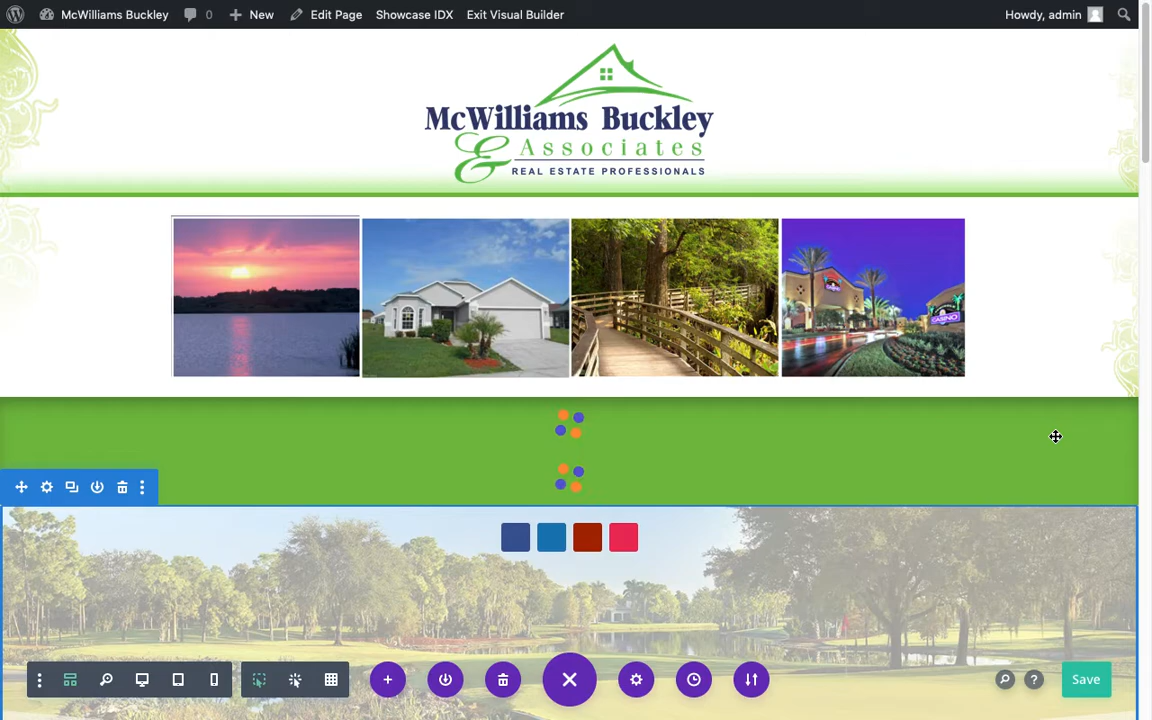 McWilliams Buckley
0
New
Edit Page
Showcase IDX
Exit Visual Builder
Howdy, admin
McWilliams Buckley
& Associates
REAL ESTATE PROFESSIONALS
CASINO
Save